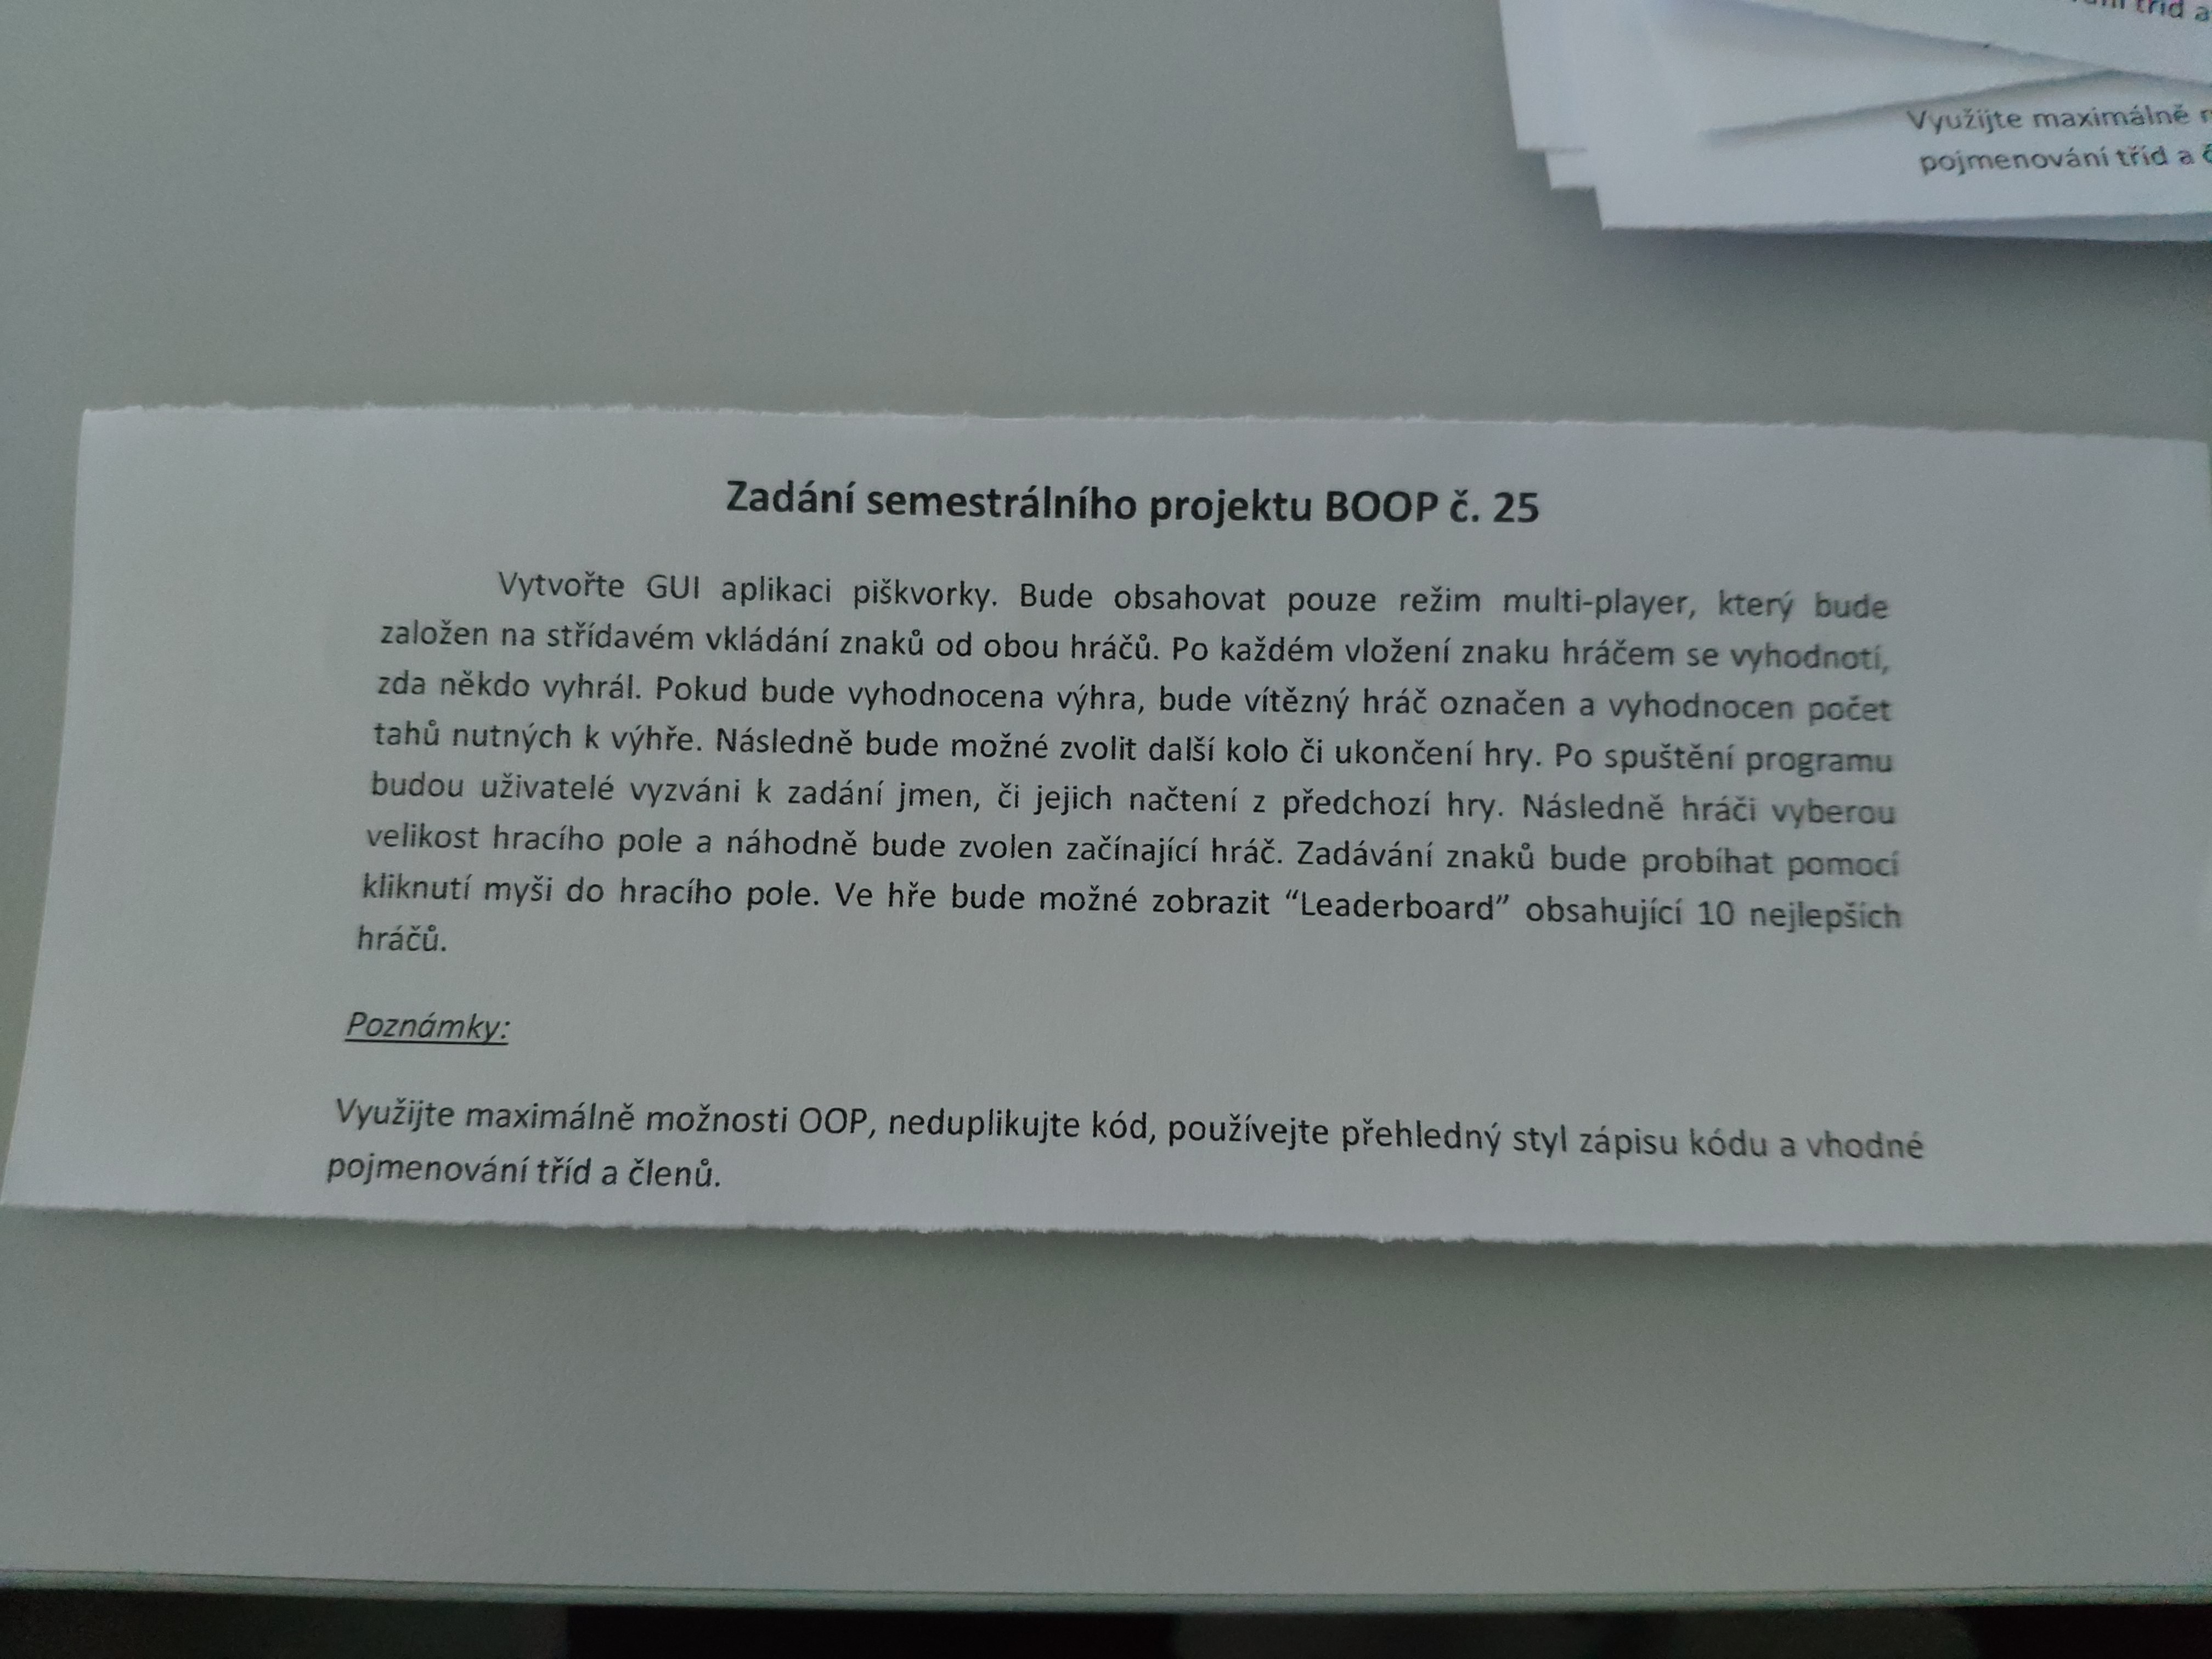 Zadání semestrálního projektu BOOP č. 25
Vytvořte GUI aplikaci piškvorky. Bude obsahovat pouze režim multi-player, který bude
založen na střídavém vkládání znaků od obou hráčů. Po každém vložení znaku hráčem se vyhodnotí,
zda někdo vyhrál. Pokud bude vyhodnocena výhra, bude vítězný hráč označen a vyhodnocen počet
tahů nutných k výhře. Následně bude možné zvolit další kolo či ukončení hry. Po spuštění programu
budou uživatelé vyzváni k zadání jmen, či jejich načtení z předchozí hry. Následně hráči vyberou
velikost hracího pole a náhodně bude zvolen začínající hráč. Zadávání znaků bude probíhat pomocí
kliknutí myši do hracího pole. Ve hře bude možné zobrazit “Leaderboard” obsahující 10 nejlepších
hráčů.
Poznámky:
Využijte maximálně možnosti OOP, neduplikujte kód, používejte přehledný styl zápisu kódu a vhodné
pojmenování tříd a členů.
Využijte maximálně
pojmenování tříd a